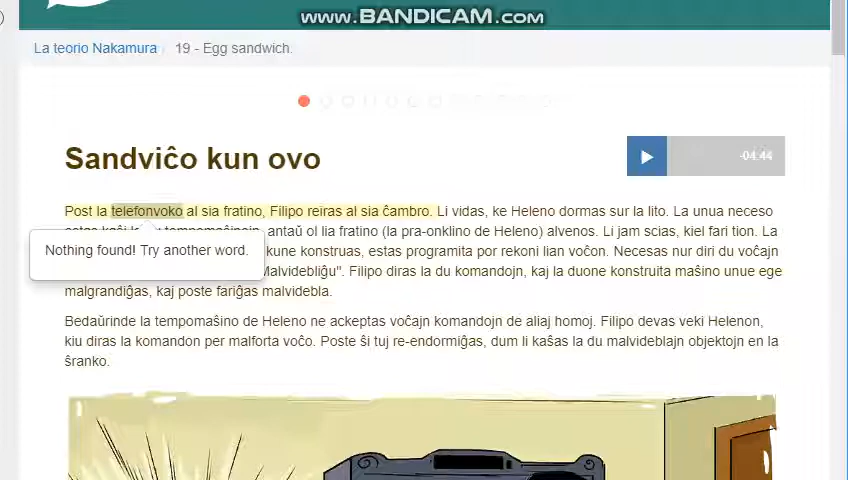 www.BANDICAM.com
La teorio Nakamura 19 - Egg sandwich.
Sandviĉo kun ovo
-04:44
Post la telefonvoko al sia fratino, Filipo reiras al sia ĉambro. Li vidas, ke Heleno dormas sur la lito. La unua neceso
antaŭ ol lia fratino (la pra-onklino de Heleno) alvenos. Li jam scias, kiel fari tion. La
Nothing found! Try another word.
kune konstruas, estas programita por rekoni lian voĉon. Necesas nur diri du voĉajn
Malvidebliĝu". Filipo diras la du komandojn, kaj la duone konstruita maŝino unue ege
malgrandiĝas, kaj poste fariĝas malvidebla.
Bedaŭrinde la tempomaŝino de Heleno ne akceptas voĉajn komandojn de aliaj homoj. Filipo devas veki Helenon,
kiu diras la komandon per malforta voĉo. Poste ŝi tuj re-endormiĝas, dum li kaŝas la du malvideblajn objektojn en la
ŝranko.